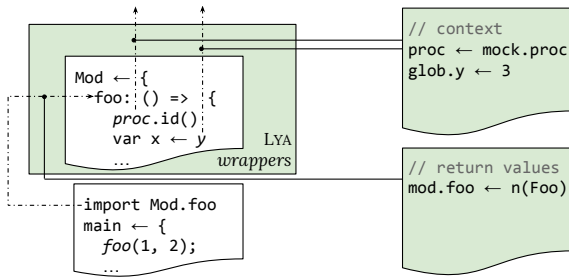 Mod ← {
foo: () => {
proc.id()
var x ← y
...
LYA
wrappers
import Mod.foo
main ← {
foo(1, 2);
...
// context
proc ← mock.proc
glob.y ← 3
// return values
mod.foo ← n(Foo)